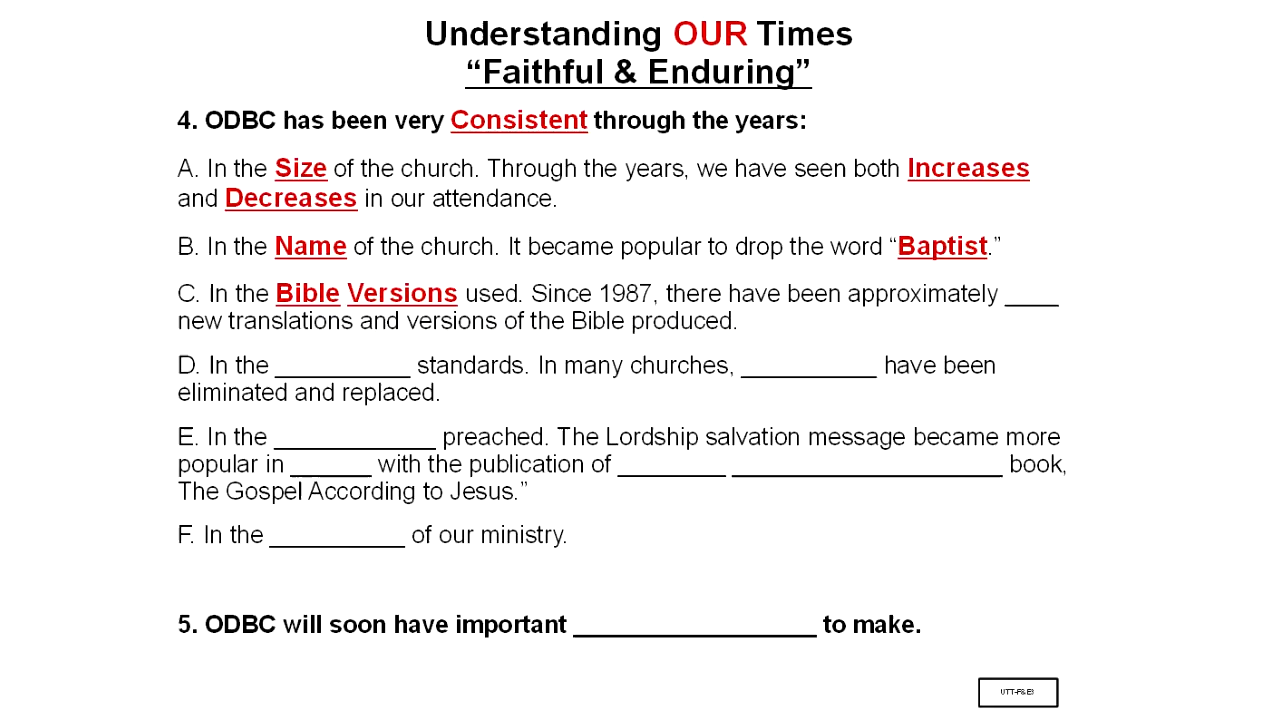 Understanding OUR Times
“Faithful & Enduring”
4. ODBC has been very Consistent through the years:
A. In the Size of the church. Through the years, we have seen both Increases
and Decreases in our attendance.
B. In the Name of the church. It became popular to drop the word “Baptist.”
C. In the Bible Versions used. Since 1987, there have been approximately ____
new translations and versions of the Bible produced.
D. In the __________ standards. In many churches, __________ have been
eliminated and replaced.
E. In the ____________ preached. The Lordship salvation message became more
popular in ______ with the publication of ________ ____________________ book,
The Gospel According to Jesus.”
F. In the __________ of our ministry.
5. ODBC will soon have important _________________ to make.
UTT-F&E3